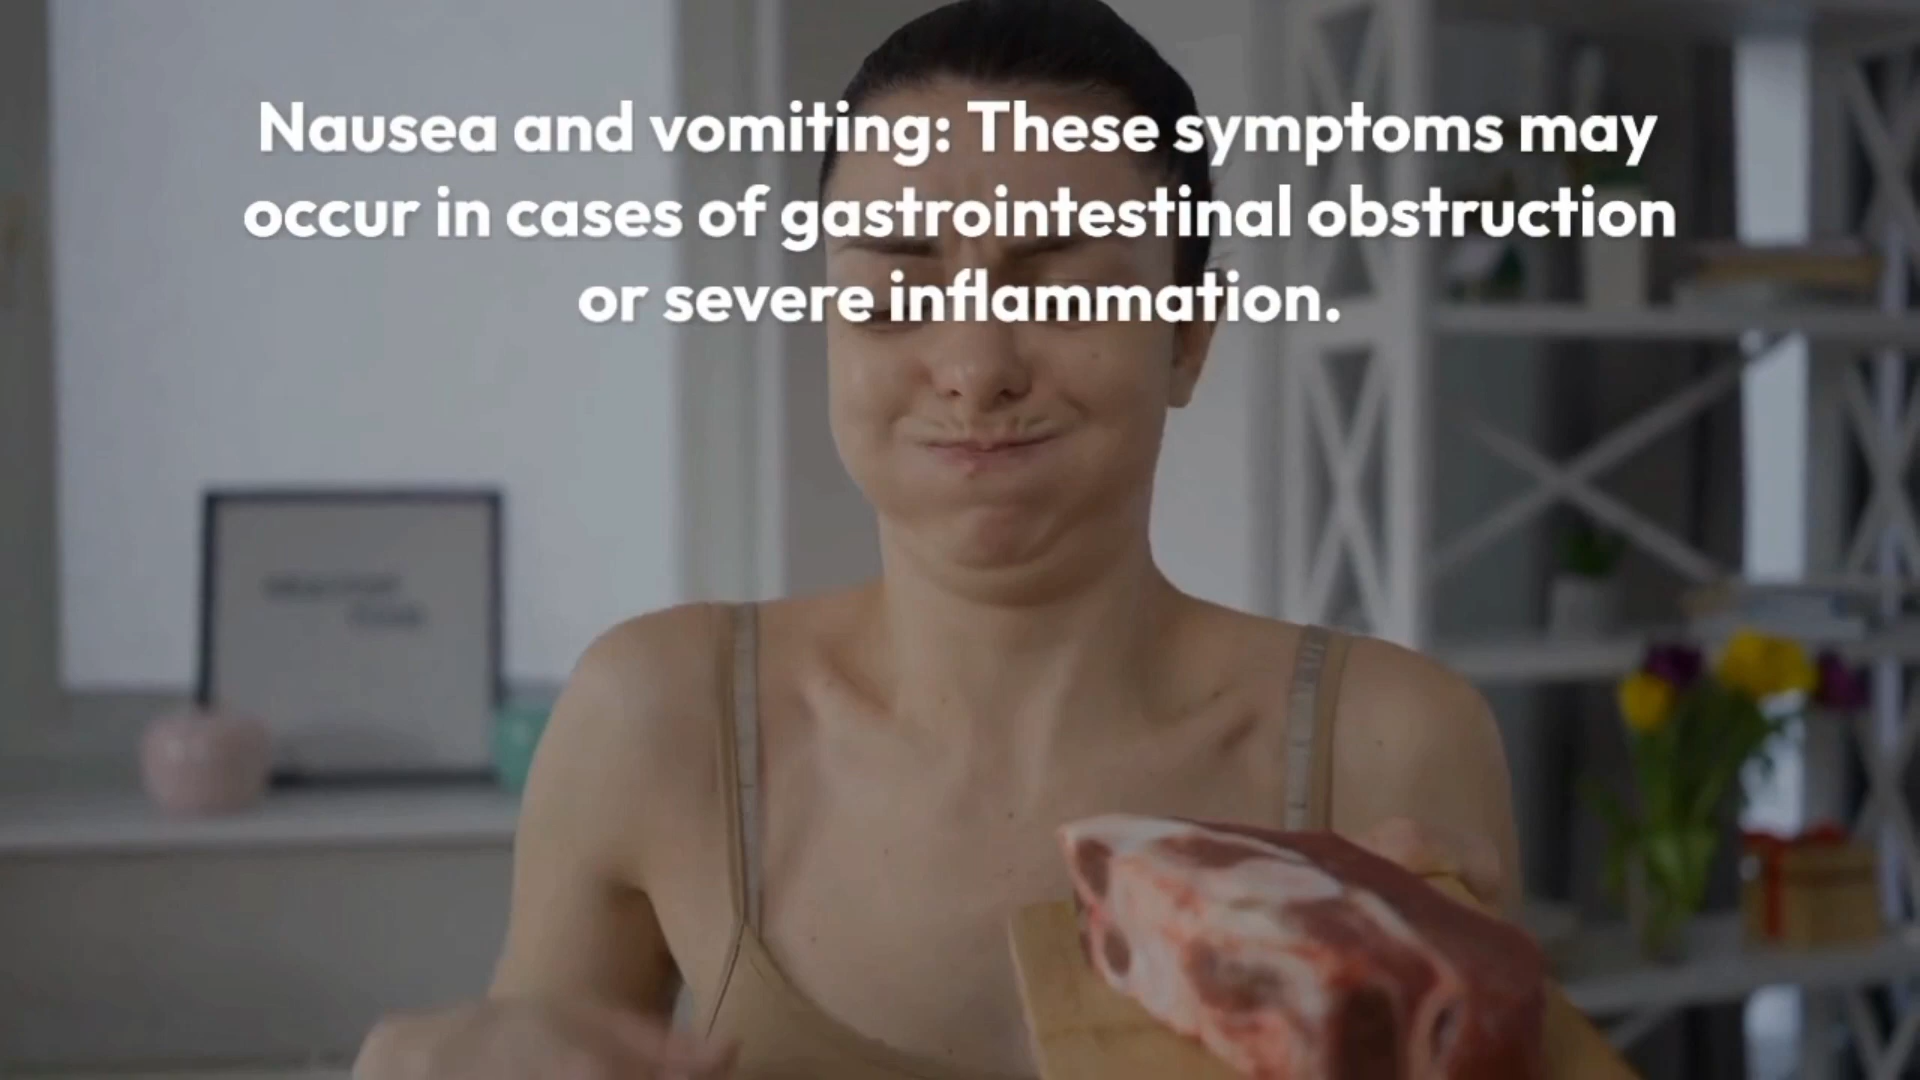 Nausea and vomiting: These symptoms may
occur in cases of gastrointestinal obstruction
or severe inflammation.